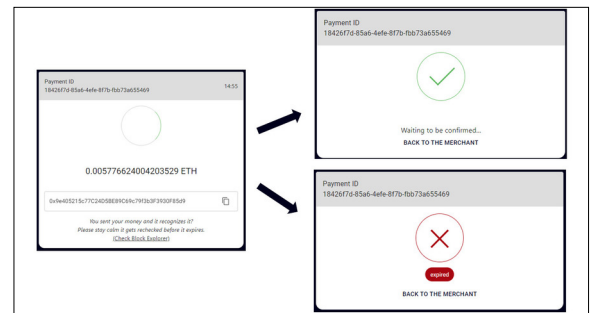 Payment ID
18426f7d-85a6-4efe-8f7b-fbb73a655469
14:55
0.005776624004203529 ETH
0x9e405215c77C24D5BE89C69c79f3b3F3930F85d9
You sent your money and it recognizes it?
Please stay calm it gets rechecked before it expires.
(Check Block Explorer)
Payment ID
18426f7d-85a6-4efe-8f7b-fbb73a655469
Waiting to be confirmed...
BACK TO THE MERCHANT
Payment ID
18426f7d-85a6-4efe-8f7b-fbb73a655469
expired
BACK TO THE MERCHANT